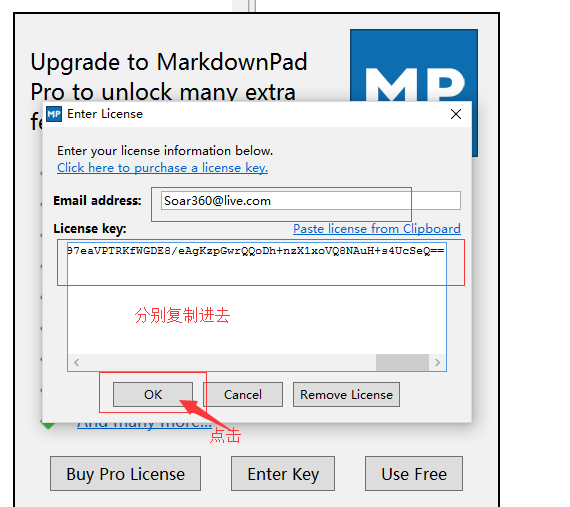 Upgrade to MarkdownPad
Pro to unlock many extra
MP
MP Enter License
Enter your license information below.
Click here to purchase a license key.
Email address:
Soar360@live.com
License key:
Paste license from Clipboard
97eaVPTRKfWGDE8/eAgKzpGwrQQoDh+nzX1xoVQ8NAuH+s4UcSeQ==
分别复制进去
OK
Cancel
Remove License
And many more...
点击
Buy Pro License
Enter Key
Use Free